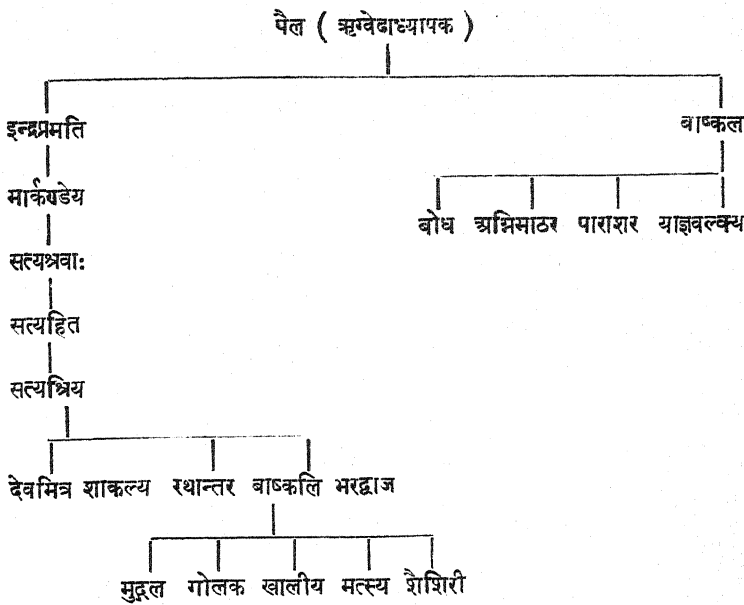 पैल ( ऋग्वेदाध्यापक )
इन्द्रप्रमति बाष्कल
मार्कण्डेय
बोध अग्निमाठर पाराशर याज्ञवल्क्य
सत्यश्रवाः
सत्यहित
सत्यश्रिय
देवमित्र शाकल्य रथान्तर बाष्कलि भरद्वाज
मुद्गल गोलक खालीय मत्स्य शैशिरी